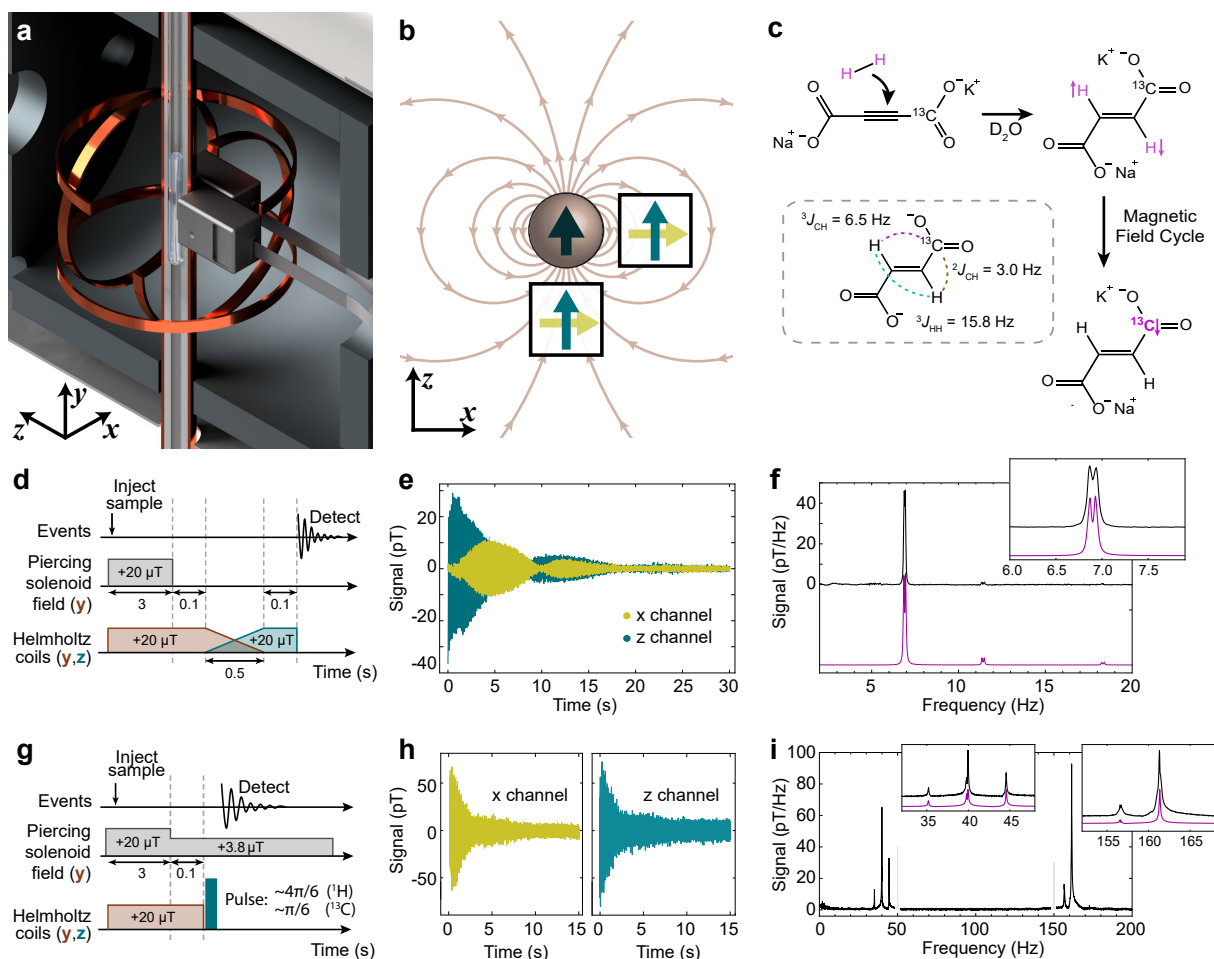 a
y
z
x
b
z
x
c
H
H
O⁻K⁺
O
¹³C
O
Na⁺ ⁻O
D₂O
K⁺ ⁻O
¹³C
O
↑H
H↓
O
O⁻ Na⁺
Magnetic
Field Cycle
³J_CH = 6.5 Hz
⁻O
¹³C
O
H
²J_CH = 3.0 Hz
H
O
O⁻
³J_HH = 15.8 Hz
K⁺ ⁻O
¹³C↓
O
H
H
O
O⁻ Na⁺
d
Inject
sample
Detect
Events
Piercing
solenoid
field (y)
+20 µT
3
0.1
0.1
Helmholtz
coils (y,z)
+20 µT
+20 µT
0.5
Time (s)
e
Signal (pT)
20
0
-20
-40
x channel
z channel
0
5
10
15
20
25
30
Time (s)
f
Signal (pT/Hz)
40
20
0
6.0
7.0
5
10
15
20
Frequency (Hz)
g
Inject
sample
Detect
Events
Piercing
solenoid
field (y)
+20 µT
+3.8 µT
3
0.1
Pulse: ~4π/6 (¹H)
~π/6 (¹³C)
Helmholtz
coils (y,z)
+20 µT
Time (s)
h
Signal (pT)
50
0
-50
x channel
z channel
0
5
10
15
0
5
10
15
Time (s)
Time (s)
i
Signal (pT/Hz)
100
80
60
40
20
0
35
40
45
155
160
165
0
50
100
150
200
Frequency (Hz)